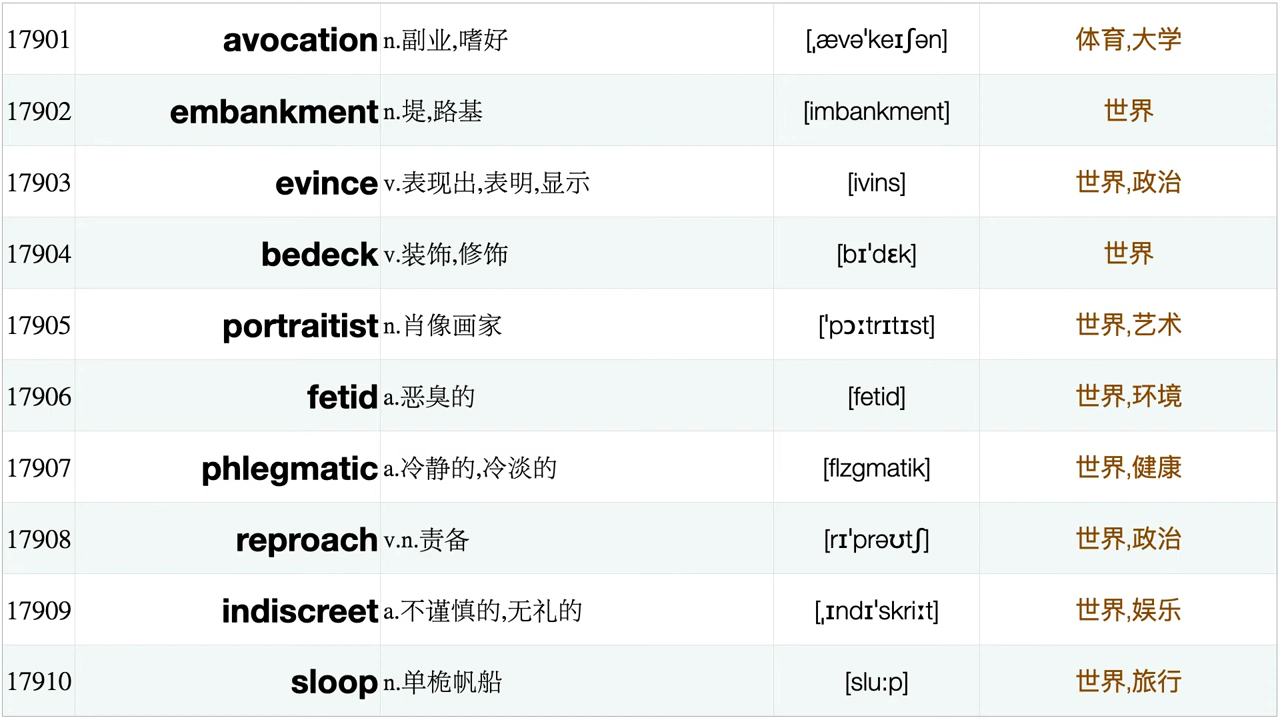 17901 avocation n.副业,嗜好 [ˌævəˈkeɪʃən] 体育,大学
17902 embankment n.堤,路基 [imbankment] 世界
17903 evince v.表现出,表明,显示 [ivins] 世界,政治
17904 bedeck v.装饰,修饰 [bɪˈdɛk] 世界
17905 portraitist n.肖像画家 [ˈpɔːtrɪtɪst] 世界,艺术
17906 fetid a.恶臭的 [fetid] 世界,环境
17907 phlegmatic a.冷静的,冷淡的 [flzgmatik] 世界,健康
17908 reproach v.n.责备 [rɪˈprəʊtʃ] 世界,政治
17909 indiscreet a.不谨慎的,无礼的 [ˌɪndɪˈskriːt] 世界,娱乐
17910 sloop n.单桅帆船 [slu:p] 世界,旅行